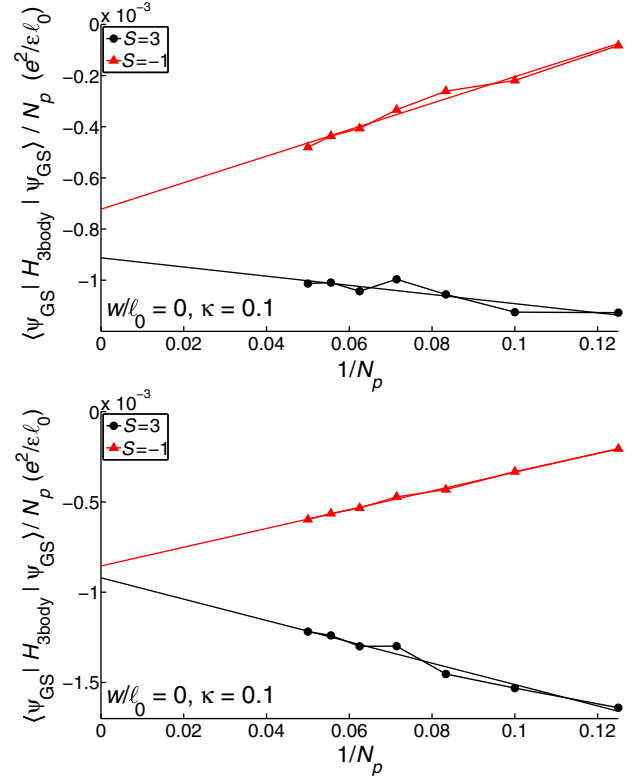 0 x 10⁻³
S=3
S=−1
−0.2
−0.4
−0.6
−0.8
−1
⟨ψGS | H3body | ψGS⟩ / Np (e²/εℓ0)
w/ℓ0 = 0, κ = 0.1
0 0.02 0.04 0.06 0.08 0.1 0.12
1/Np
0 x 10⁻³
S=3
S=−1
−0.5
−1
−1.5
⟨ψGS | H3body | ψGS⟩/ Np (e²/εℓ0)
w/ℓ0 = 0, κ = 0.1
0 0.02 0.04 0.06 0.08 0.1 0.12
1/Np